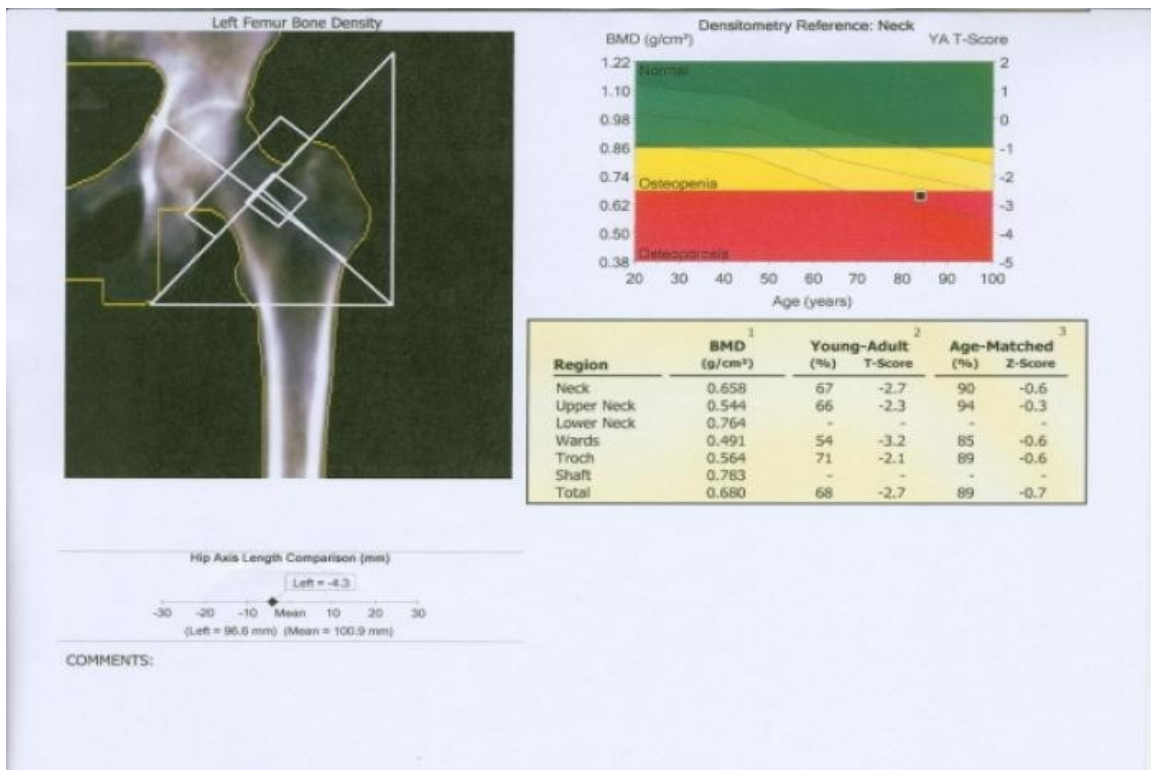 Left Femur Bone Density
Densitometry Reference: Neck
BMD (g/cm²) YA T-Score
1.22 Normal 2
1.10 1
0.98 0
0.86 -1
0.74 Osteopenia -2
0.62 -3
0.50 -4
0.38 Osteoporosis -5
20 30 40 50 60 70 80 90 100
Age (years)
BMD 1 Young-Adult 2 Age-Matched 3
Region (g/cm²) (%) T-Score (%) Z-Score
Neck 0.658 67 -2.7 90 -0.6
Upper Neck 0.544 66 -2.3 94 -0.3
Lower Neck 0.764 - - - -
Wards 0.491 54 -3.2 85 -0.6
Troch 0.564 71 -2.1 89 -0.6
Shaft 0.783 - - - -
Total 0.680 68 -2.7 89 -0.7
Hip Axis Length Comparison (mm)
Left = -4.3
-30 -20 -10 Mean 10 20 30
(Left = 96.6 mm) (Mean = 100.9 mm)
COMMENTS: